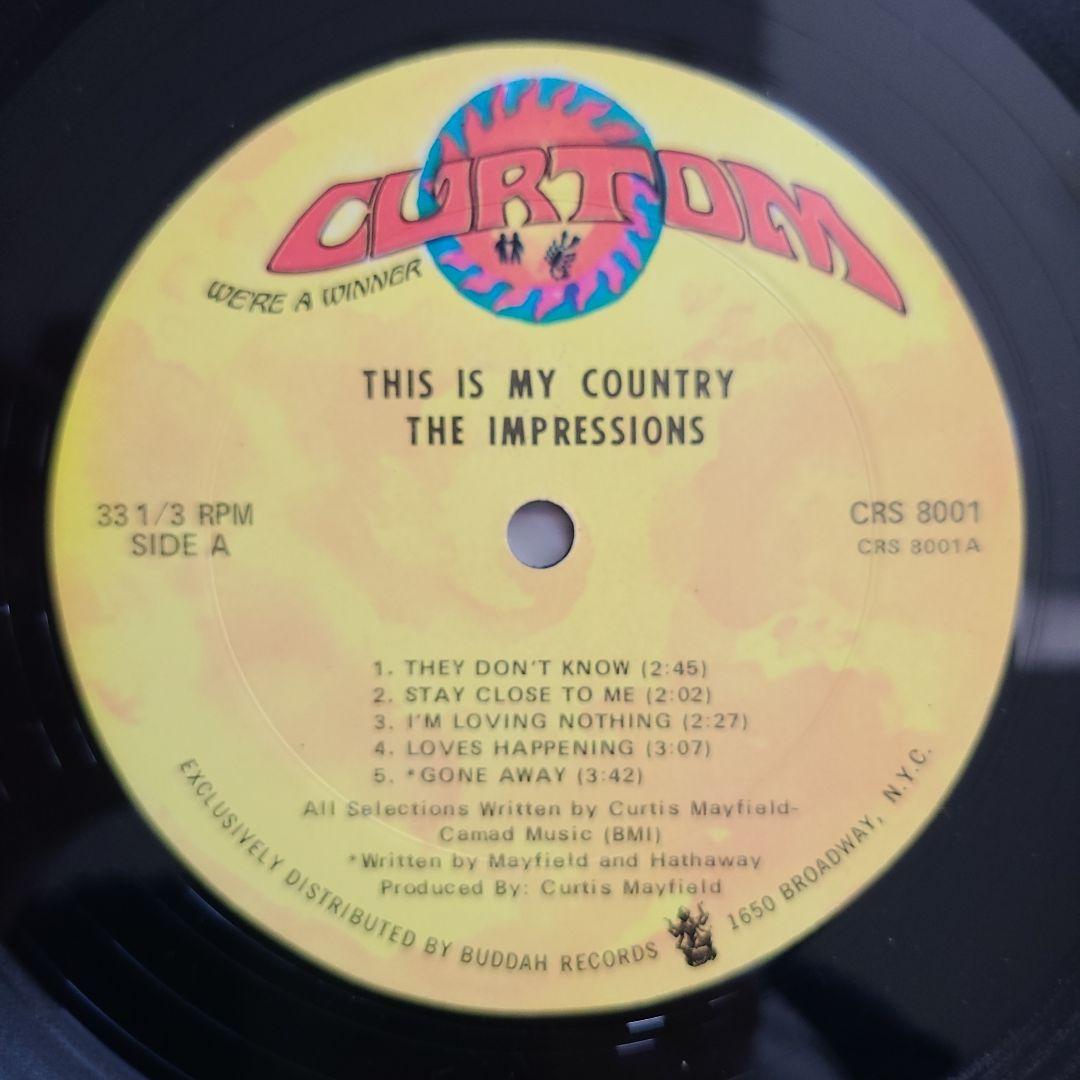 CURTOM
WE'RE A WINNER
THIS IS MY COUNTRY
THE IMPRESSIONS
33 1/3 RPM
SIDE A
CRS 8001
CRS 8001A
1. THEY DON'T KNOW (2:45)
2. STAY CLOSE TO ME (2:02)
3. I'M LOVING NOTHING (2:27)
4. LOVES HAPPENING (3:07)
5. *GONE AWAY (3:42)
All Selections Written by Curtis Mayfield-
Camad Music (BMI)
*Written by Mayfield and Hathaway
Produced By: Curtis Mayfield
EXCLUSIVELY DISTRIBUTED BY BUDDAH RECORDS 1650 BROADWAY, N.Y.C.